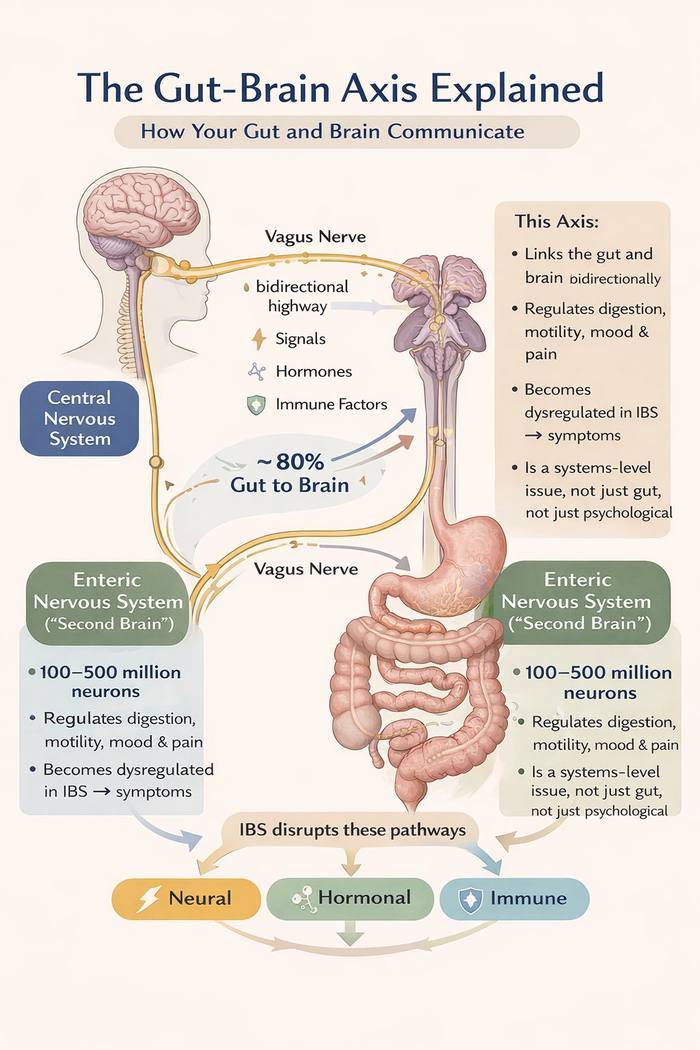 The Gut-Brain Axis Explained
How Your Gut and Brain Communicate
Vagus Nerve
bidirectional
highway
Signals
Hormones
Immune Factors
This Axis:
• Links the gut and
brain bidirectionally
• Regulates digestion,
motility, mood &
pain
• Becomes
dysregulated in IBS
→ symptoms
• Is a systems-level
issue, not just gut,
not just psychological
Central
Nervous
System
~80%
Gut to Brain
Vagus Nerve
Enteric
Nervous System
(“Second Brain”)
• 100–500 million
neurons
• Regulates digestion,
motility, mood & pain
• Becomes dysregulated
in IBS → symptoms
Enteric
Nervous System
(“Second Brain”)
• 100–500 million
neurons
• Regulates digestion,
motility, mood & pain
• Is a systems-level
issue, not just gut,
not just psychological
IBS disrupts these pathways
Neural
Hormonal
Immune